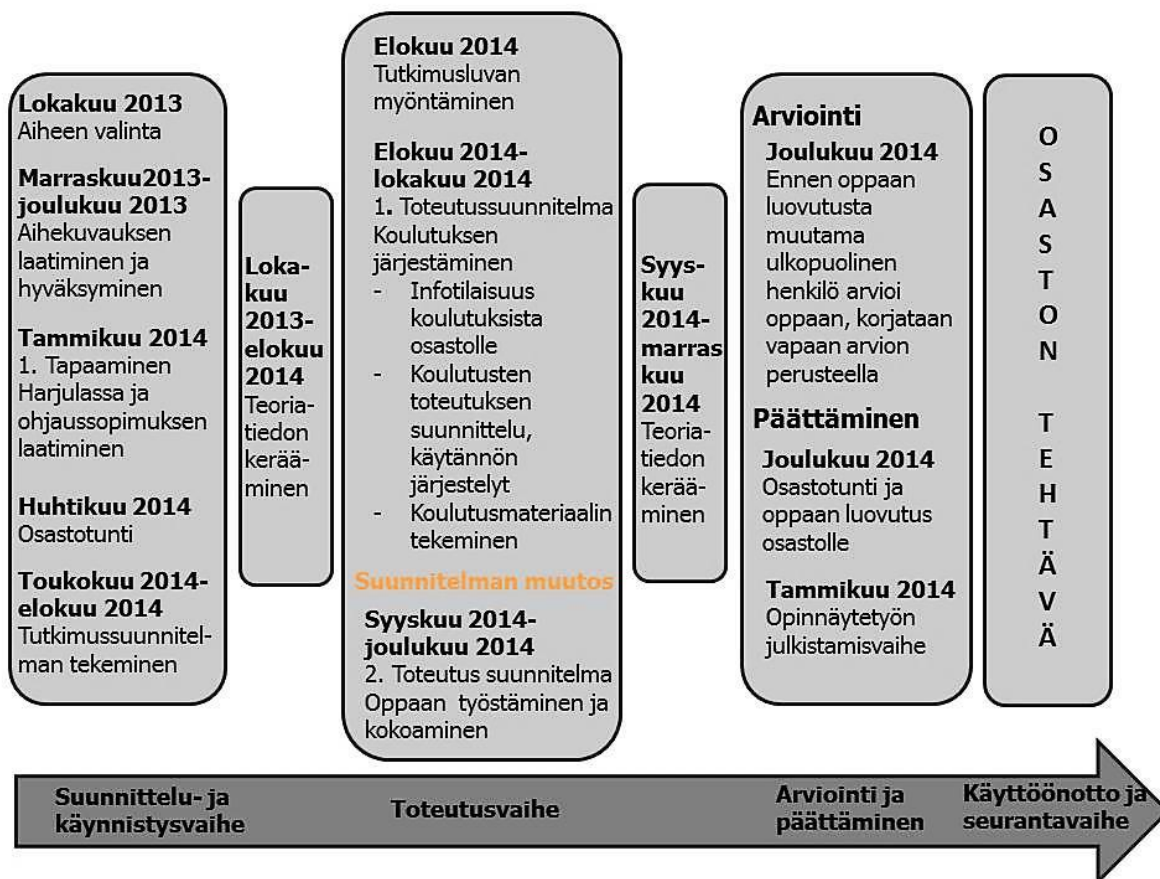 Lokakuu 2013
Aiheen valinta
Marraskuu2013-
joulukuu 2013
Aihekuvauksen
laatiminen ja
hyväksyminen
Tammikuu 2014
1. Tapaaminen
Harjulassa ja
ohjaussopimuksen
laatiminen
Huhtikuu 2014
Osastotunti
Toukokuu 2014-
elokuu 2014
Tutkimussuunnitel-
man tekeminen
Loka-
kuu
2013-
elokuu
2014
Teoria-
tiedon
kerää-
minen
Elokuu 2014
Tutkimusluvan
myöntäminen
Elokuu 2014-
lokakuu 2014
1. Toteutussuunnitelma
Koulutuksen
järjestäminen
- Infotilaisuus
koulutuksista
osastolle
- Koulutusten
toteutuksen
suunnittelu,
käytännön
järjestelyt
- Koulutusmateriaalin
tekeminen
Suunnitelman muutos
Syyskuu 2014-
joulukuu 2014
2. Toteutus suunnitelma
Oppaan työstäminen ja
kokoaminen
Syys-
kuu
2014-
marras
kuu
2014
Teoria-
tiedon
kerää-
minen
Arviointi
Joulukuu 2014
Ennen oppaan
luovutusta
muutama
ulkopuolinen
henkilö arvioi
oppaan, korjataan
vapaan arvion
perusteella
Päättäminen
Joulukuu 2014
Osastotunti ja
oppaan luovutus
osastolle
Tammikuu 2014
Opinnäytetyön
julkistamisvaihe
OSASTON TEHTÄVÄ
Suunnittelu- ja
käynnistysvaihe
Toteutusvaihe
Arviointi ja
päättäminen
Käyttöönotto ja
seurantavaihe